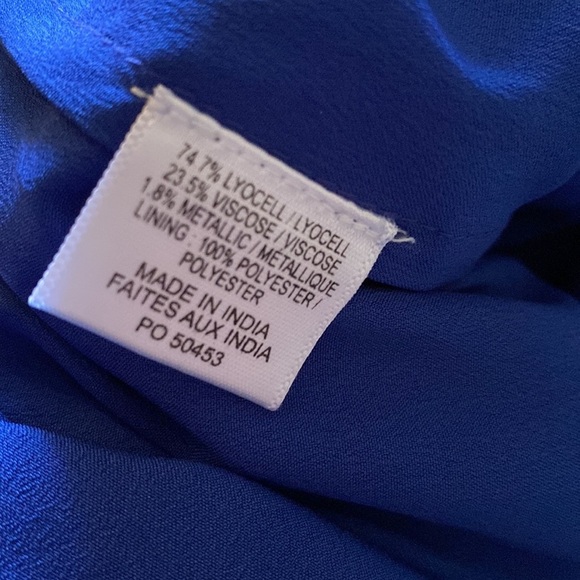 74 7% LYOCELL / LYOCELL
23.5% VISCOSE / VISCOSE
1.8% METALLIC / METALLIQUE
LINING : 100% POLYESTER /
POLYESTER
MADE IN INDIA
FAITES AUX INDIA
PO 50453